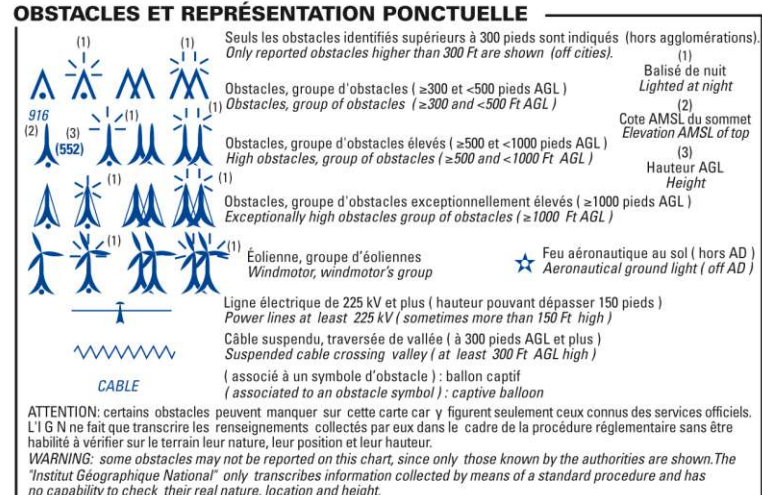 OBSTACLES ET REPRÉSENTATION PONCTUELLE
Seuls les obstacles identifiés supérieurs à 300 pieds sont indiqués (hors agglomérations).
Only reported obstacles higher than 300 Ft are shown (off cities).
(1) (1)
(1)
Balisé de nuit
Lighted at night
Obstacles, groupe d'obstacles ( ≥300 et <500 pieds AGL )
Obstacles, group of obstacles ( ≥300 and <500 Ft AGL )
(2)
Cote AMSL du sommet
Elevation AMSL of top
916
(2) (3) (552) (1) (1)
Obstacles, groupe d'obstacles élevés ( ≥500 et <1000 pieds AGL )
High obstacles, group of obstacles ( ≥500 and <1000 Ft AGL )
(3)
Hauteur AGL
Height
(1) (1)
Obstacles, groupe d'obstacles exceptionnellement élevés ( ≥1000 pieds AGL )
Exceptionally high obstacles group of obstacles ( ≥1000 Ft AGL )
(1) (1)
Éolienne, groupe d'éoliennes
Windmotor, windmotor's group
Feu aéronautique au sol ( hors AD )
Aeronautical ground light ( off AD )
Ligne électrique de 225 kV et plus ( hauteur pouvant dépasser 150 pieds )
Power lines at least 225 kV ( sometimes more than 150 Ft high )
Câble suspendu, traversée de vallée ( à 300 pieds AGL et plus )
Suspended cable crossing valley ( at least 300 Ft AGL high )
CABLE
( associé à un symbole d'obstacle ) : ballon captif
( associated to an obstacle symbol ) : captive balloon
ATTENTION: certains obstacles peuvent manquer sur cette carte car y figurent seulement ceux connus des services officiels.
L'I G N ne fait que transcrire les renseignements collectés par eux dans le cadre de la procédure réglementaire sans être
habilité à vérifier sur le terrain leur nature, leur position et leur hauteur.
WARNING: some obstacles may not be reported on this chart, since only those known by the authorities are shown.The
"Institut Géographique National" only transcribes information collected by means of a standard procedure and has
no capability to check their real nature, location and height.